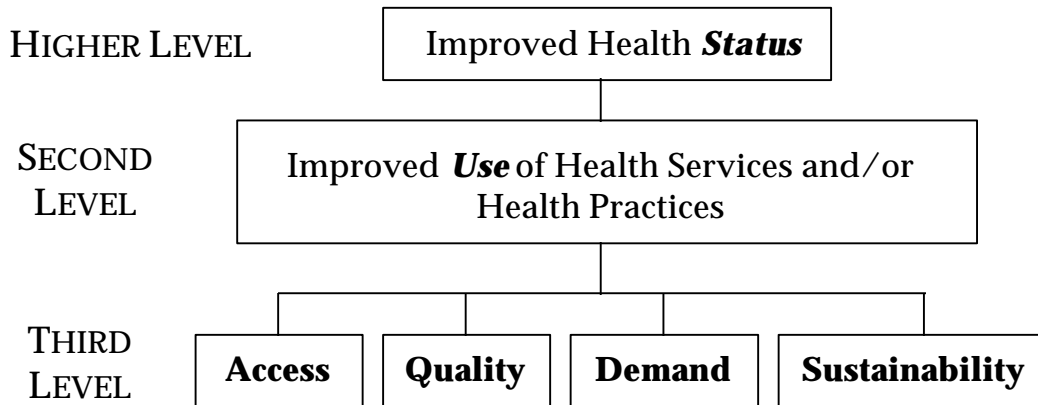 HIGHER LEVEL
Improved Health Status
SECOND
LEVEL
Improved Use of Health Services and/or
Health Practices
THIRD
LEVEL
Access
Quality
Demand
Sustainability